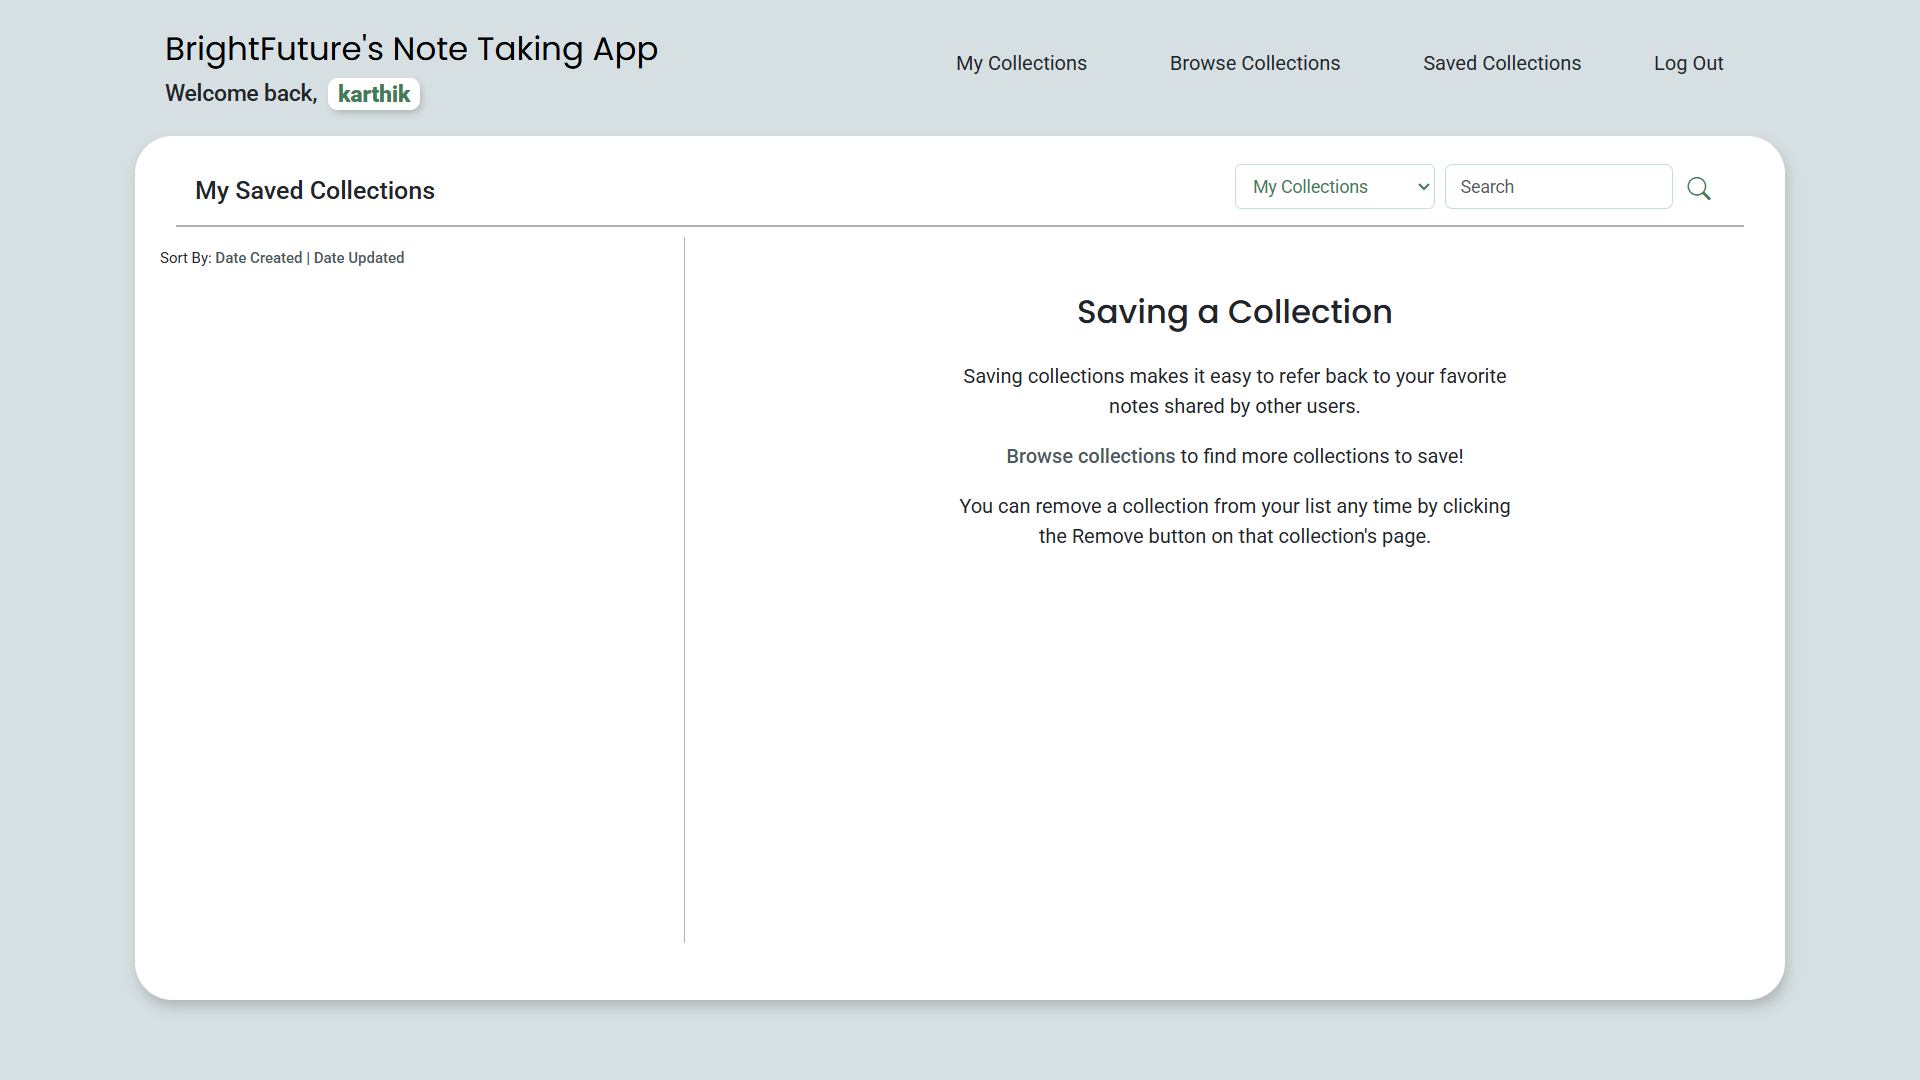 BrightFuture's Note Taking App
Welcome back, karthik
My Collections
Browse Collections
Saved Collections
Log Out
My Saved Collections
My Collections
Search
Sort By: Date Created | Date Updated
Saving a Collection
Saving collections makes it easy to refer back to your favorite
notes shared by other users.
Browse collections to find more collections to save!
You can remove a collection from your list any time by clicking
the Remove button on that collection's page.